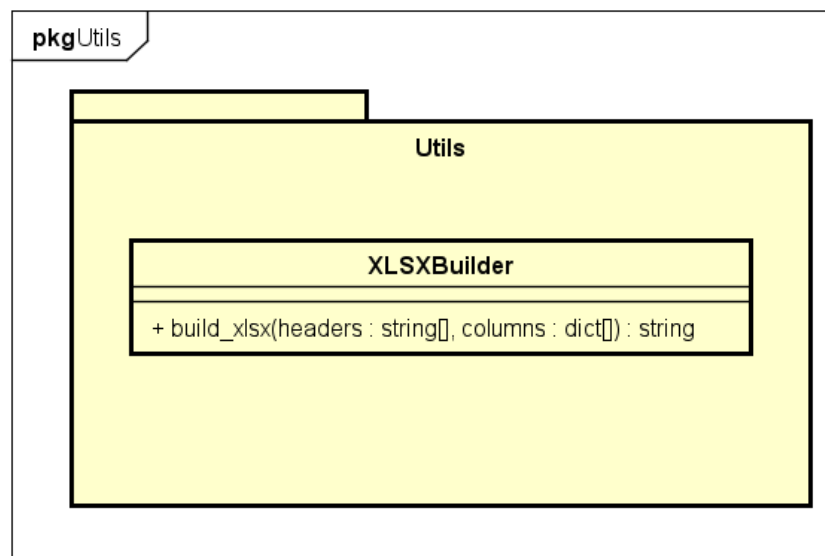 pkgUtils
Utils
XLSXBuilder
+ build_xlsx(headers : string[], columns : dict[]) : string